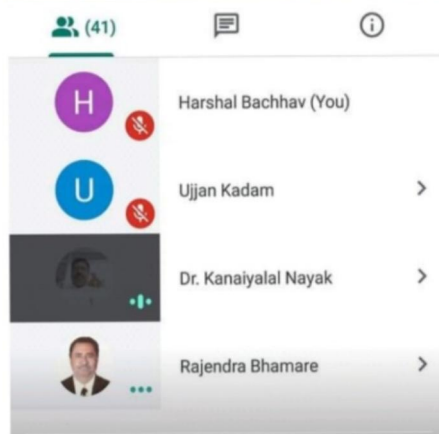 (41)
H
Harshal Bachhav (You)
U
Ujjan Kadam
Dr. Kanaiyalal Nayak
Rajendra Bhamare